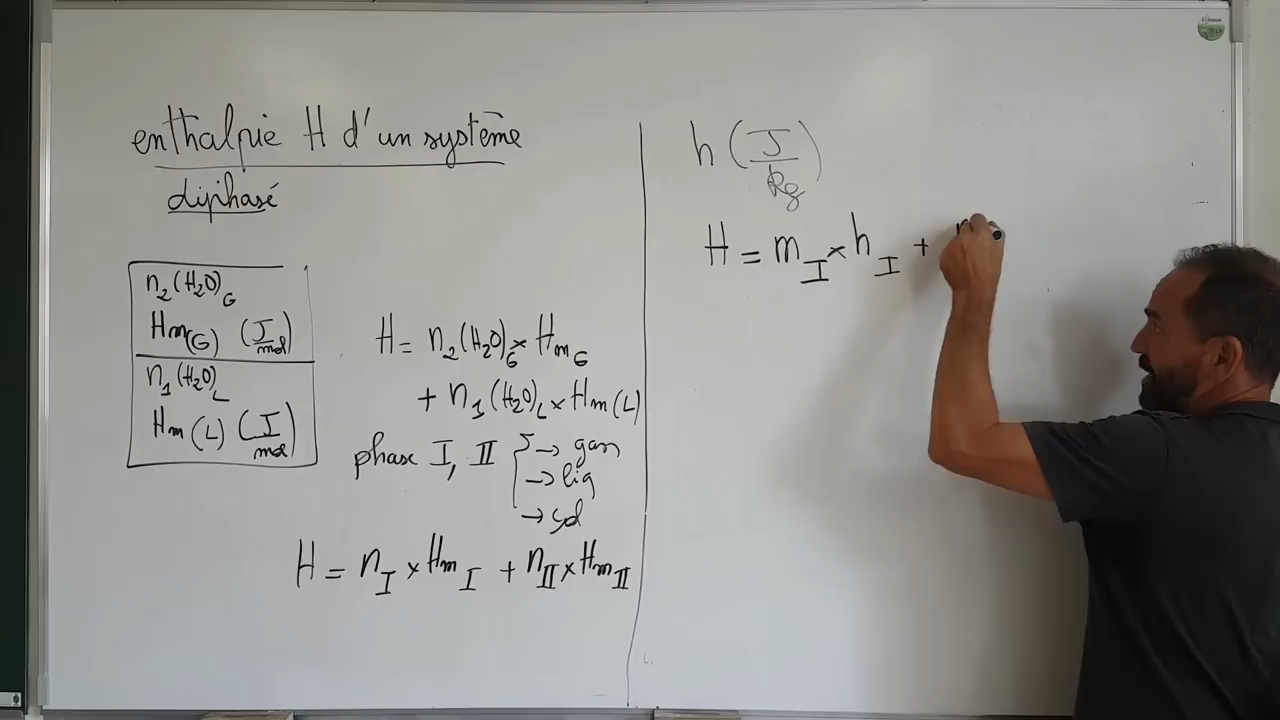 enthalpie H d'un système
diphasé
n₂(H₂O)_G
Hm(G) (J/mol)
n₁(H₂O)_L
Hm(L) (J/mol)
H = n₂(H₂O)_G × Hm_G
+ n₁(H₂O)_L × Hm(L)
phase I, II { → gaz
→ liq
→ sol
H = n_I × Hm_I + n_II × Hm_II
h (J/kg)
H = m_I × h_I +